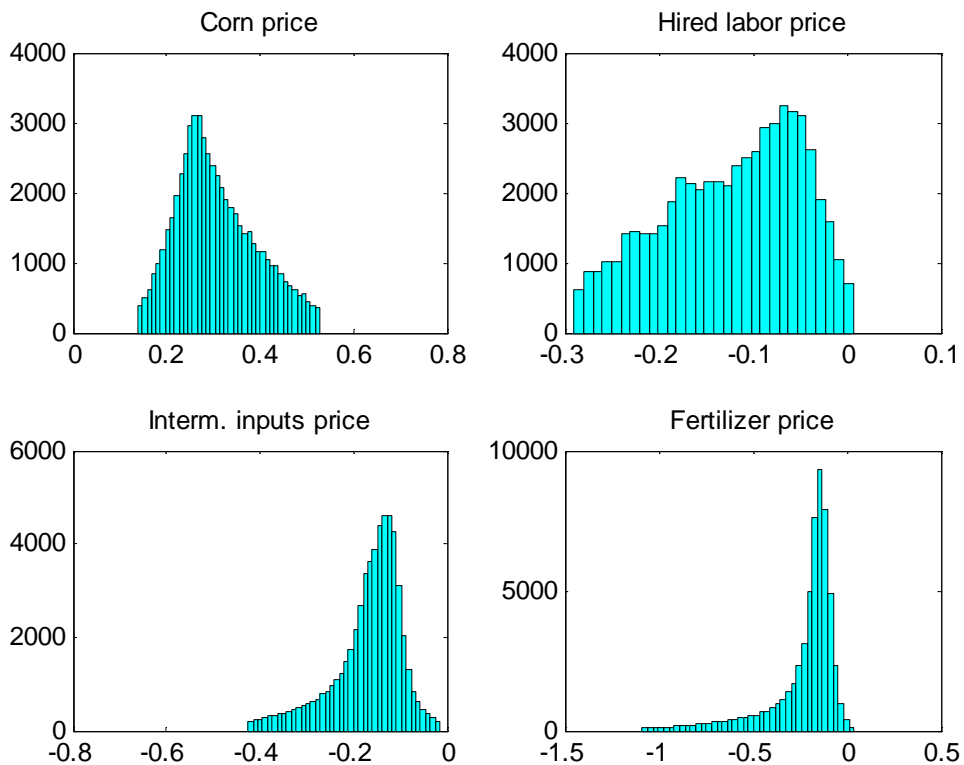 Corn price
4000
3000
2000
1000
0
0 0.2 0.4 0.6 0.8
Hired labor price
4000
3000
2000
1000
0
-0.3 -0.2 -0.1 0 0.1
Interm. inputs price
6000
4000
2000
0
-0.8 -0.6 -0.4 -0.2 0
Fertilizer price
10000
5000
0
-1.5 -1 -0.5 0 0.5